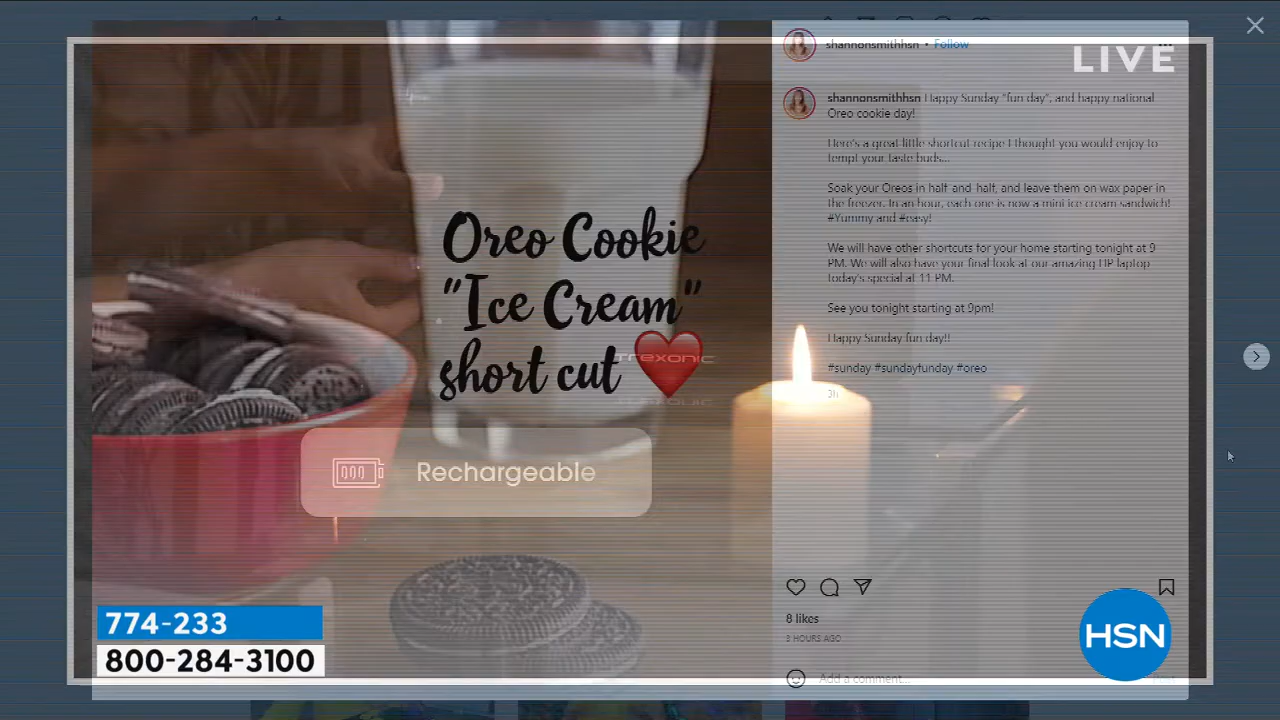 shannonsmithhsn • Follow
LIVE
shannonsmithhsn Happy Sunday "fun day", and happy national
Oreo cookie day!
Here's a great little shortcut recipe I thought you would enjoy to
tempt your taste buds...
Soak your Oreos in half-and-half, and leave them on wax paper in
the freezer. In an hour, each one is now a mini ice cream sandwich!
#Yummy and #easy!
We will have other shortcuts for your home starting tonight at 9
PM. We will also have your final look at our amazing HP laptop
today's special at 11 PM.
See you tonight starting at 9pm!
Happy Sunday fun day!!
#sunday #sundayfunday #oreo
3h
Oreo Cookie
"Ice Cream"
short cut
Trexonic
Rechargeable
8 likes
3 HOURS AGO
Add a comment...
Post
774-233
800-284-3100
HSN